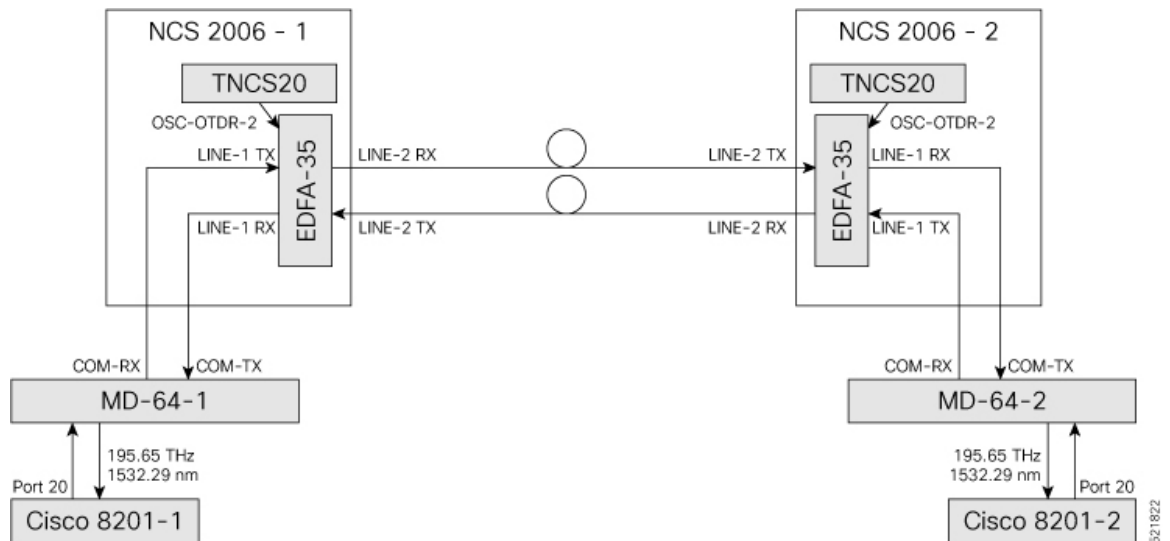 NCS 2006 - 1
NCS 2006 - 2
TNCS20
TNCS20
OSC-OTDR-2
OSC-OTDR-2
LINE-1 TX
LINE-2 RX
LINE-2 TX
LINE-1 RX
EDFA-35
EDFA-35
LINE-1 RX
LINE-2 TX
LINE-2 RX
LINE-1 TX
COM-RX
COM-TX
COM-RX
COM-TX
MD-64-1
MD-64-2
195.65 THz
1532.29 nm
195.65 THz
1532.29 nm
Port 20
Port 20
Cisco 8201-1
Cisco 8201-2
521822